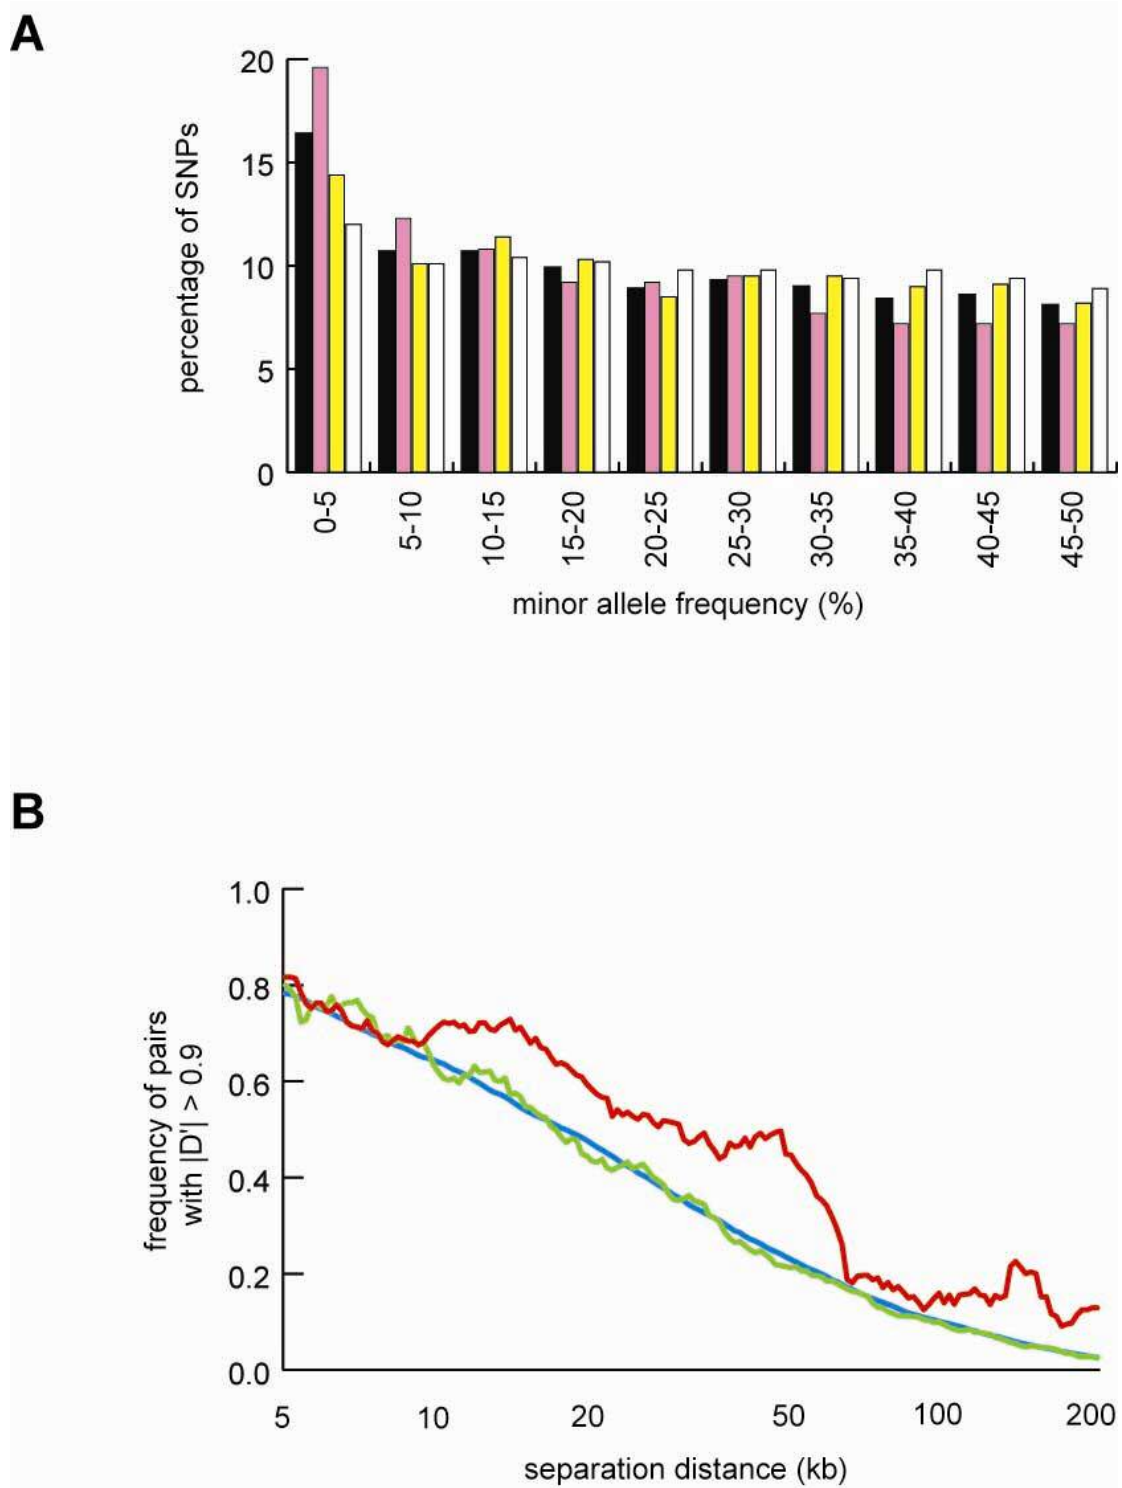 A
20
15
10
5
0
percentage of SNPs
0-5
5-10
10-15
15-20
20-25
25-30
30-35
35-40
40-45
45-50
minor allele frequency (%)
B
1.0
0.8
0.6
0.4
0.2
0.0
frequency of pairs
with |D'| > 0.9
5 10 20 50 100 200
separation distance (kb)